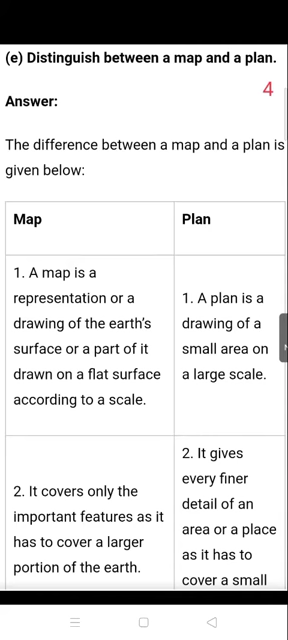 (e) Distinguish between a map and a plan.
4
Answer:
The difference between a map and a plan is
given below:
Map
Plan
1. A map is a
representation or a
drawing of the earth's
surface or a part of it
drawn on a flat surface
according to a scale.
1. A plan is a
drawing of a
small area on
a large scale.
2. It covers only the
important features as it
has to cover a larger
portion of the earth.
2. It gives
every finer
detail of an
area or a place
as it has to
cover a small